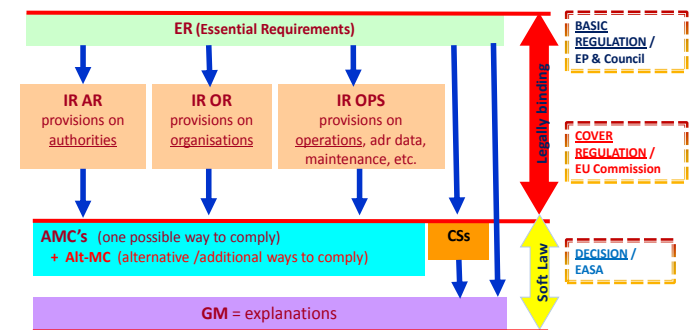 ER (Essential Requirements)
IR AR
provisions on
authorities
IR OR
provisions on
organisations
IR OPS
provisions on
operations, adr data,
maintenance, etc.
AMC's (one possible way to comply)
+ Alt-MC (alternative /additional ways to comply)
CSs
GM = explanations
Legally binding
Soft Law
BASIC
REGULATION /
EP & Council
COVER
REGULATION /
EU Commission
DECISION /
EASA